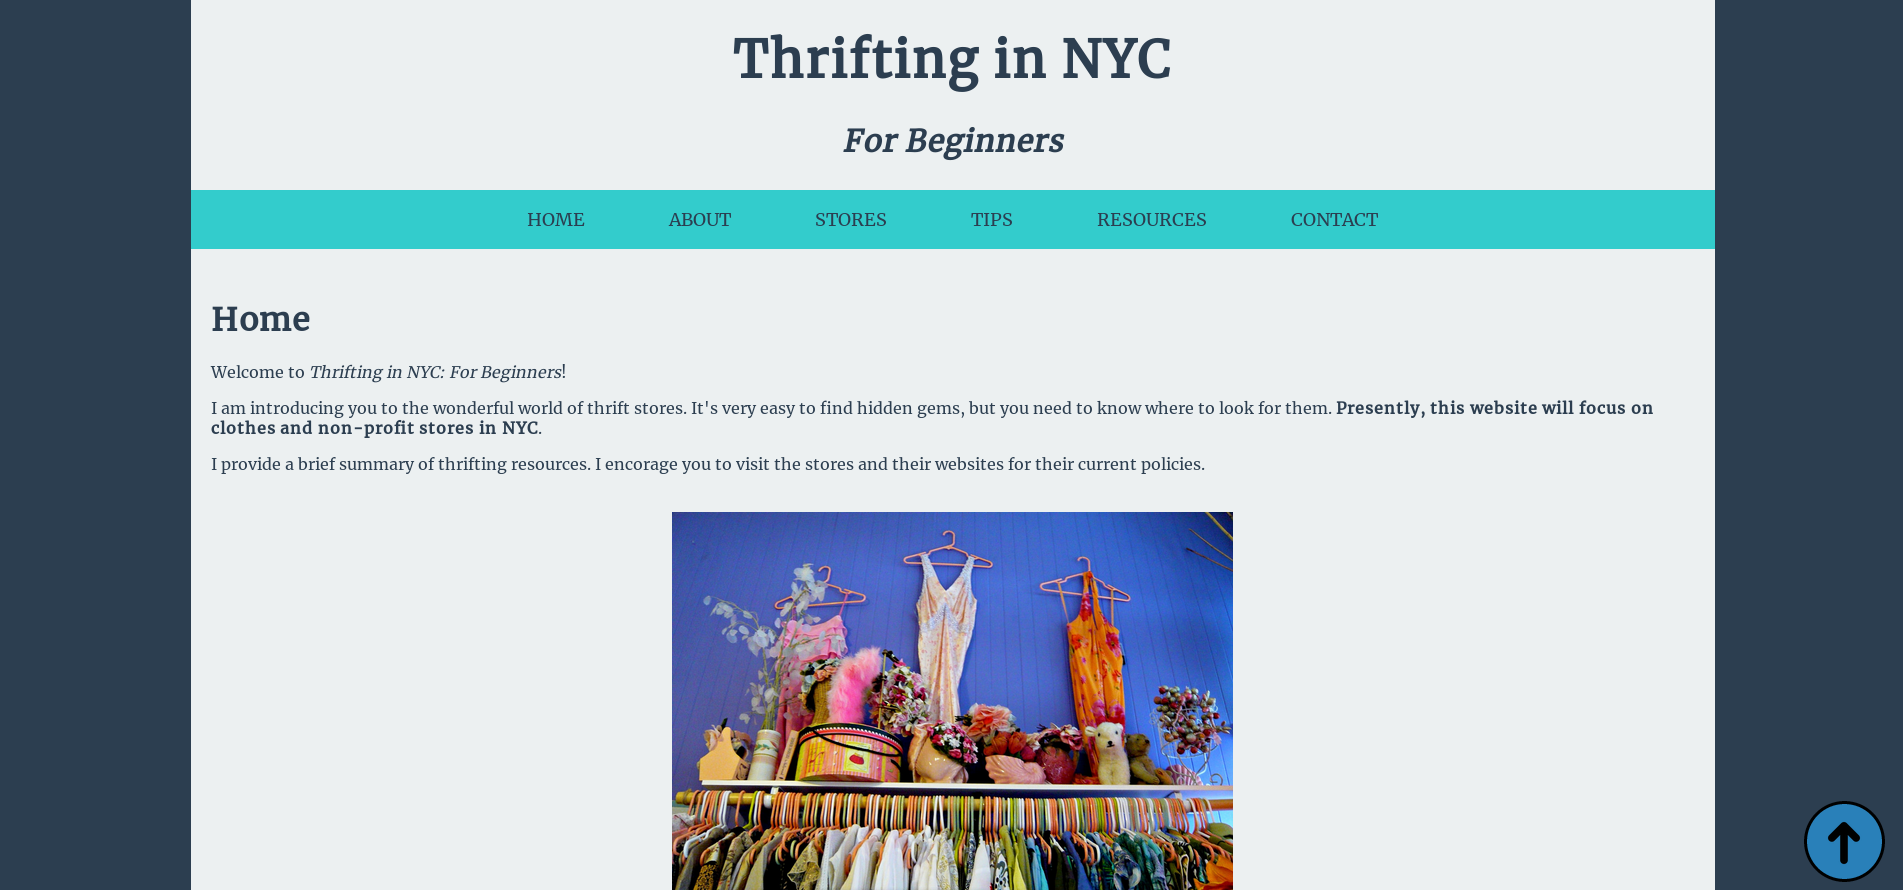 Thrifting in NYC
For Beginners
HOME ABOUT STORES TIPS RESOURCES CONTACT
Home
Welcome to Thrifting in NYC: For Beginners!
I am introducing you to the wonderful world of thrift stores. It's very easy to find hidden gems, but you need to know where to look for them. Presently, this website will focus on
clothes and non-profit stores in NYC.
I provide a brief summary of thrifting resources. I encorage you to visit the stores and their websites for their current policies.